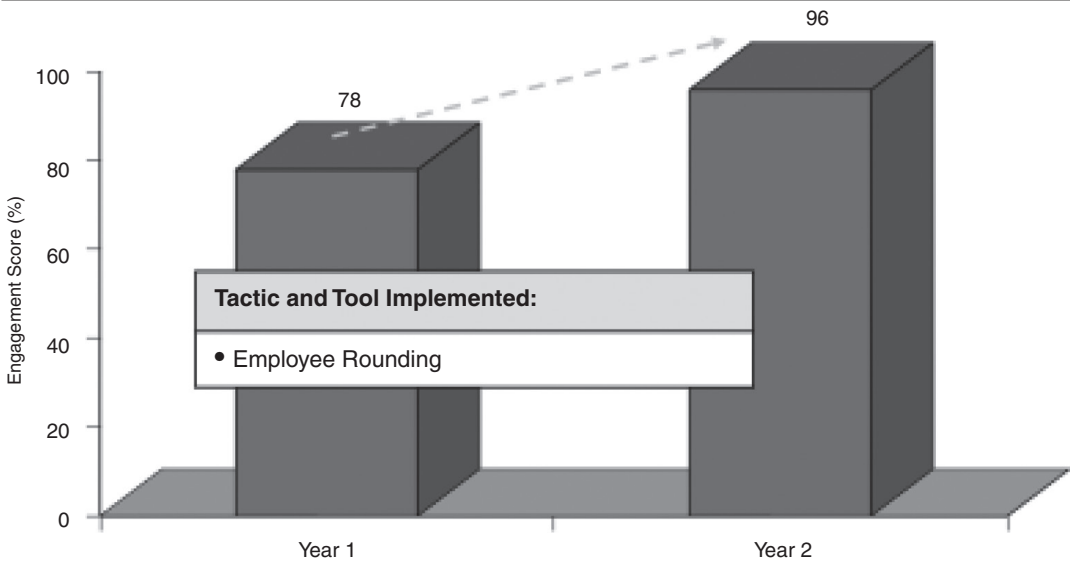 96
78
100
80
60
40
20
0
Engagement Score (%)
Tactic and Tool Implemented:
• Employee Rounding
Year 1
Year 2